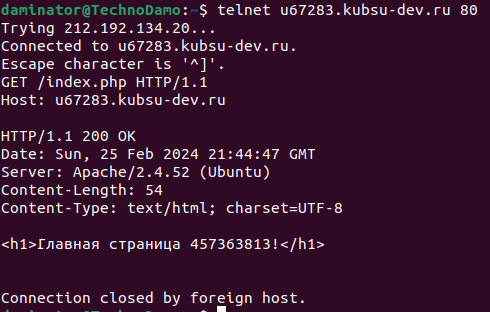 daminator@TechnoDamo:~$ telnet u67283.kubsu-dev.ru 80
Trying 212.192.134.20...
Connected to u67283.kubsu-dev.ru.
Escape character is '^]'.
GET /index.php HTTP/1.1
Host: u67283.kubsu-dev.ru
HTTP/1.1 200 OK
Date: Sun, 25 Feb 2024 21:44:47 GMT
Server: Apache/2.4.52 (Ubuntu)
Content-Length: 54
Content-Type: text/html; charset=UTF-8
<h1>Главная страница 457363813!</h1>
Connection closed by foreign host.
daminator@TechnoDamo:~$